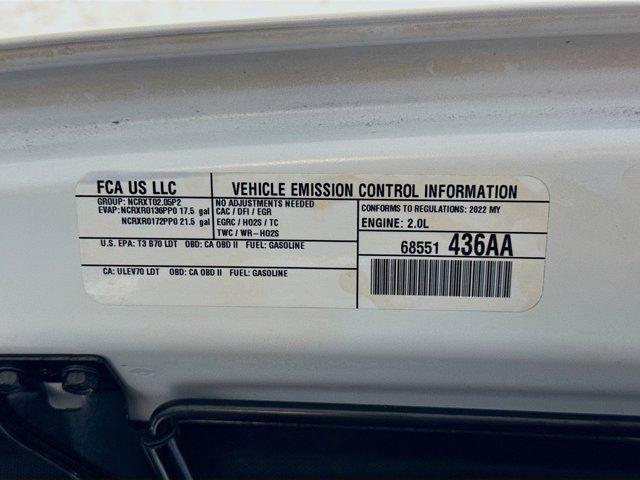 FCA US LLC
VEHICLE EMISSION CONTROL INFORMATION
GROUP: NCRXT02.05P2
EVAP: NCRXR0136PP0 17.5 gal
NCRXR0172PP0 21.5 gal
NO ADJUSTMENTS NEEDED
CAC / DFI / EGR
EGRC / HO2S / TC
TWC / WR-HO2S
CONFORMS TO REGULATIONS: 2022 MY
ENGINE: 2.0L
U.S. EPA: T3 B70 LDT OBD: CA OBD II FUEL: GASOLINE
68551 436AA
CA: ULEV70 LDT OBD: CA OBD II FUEL: GASOLINE